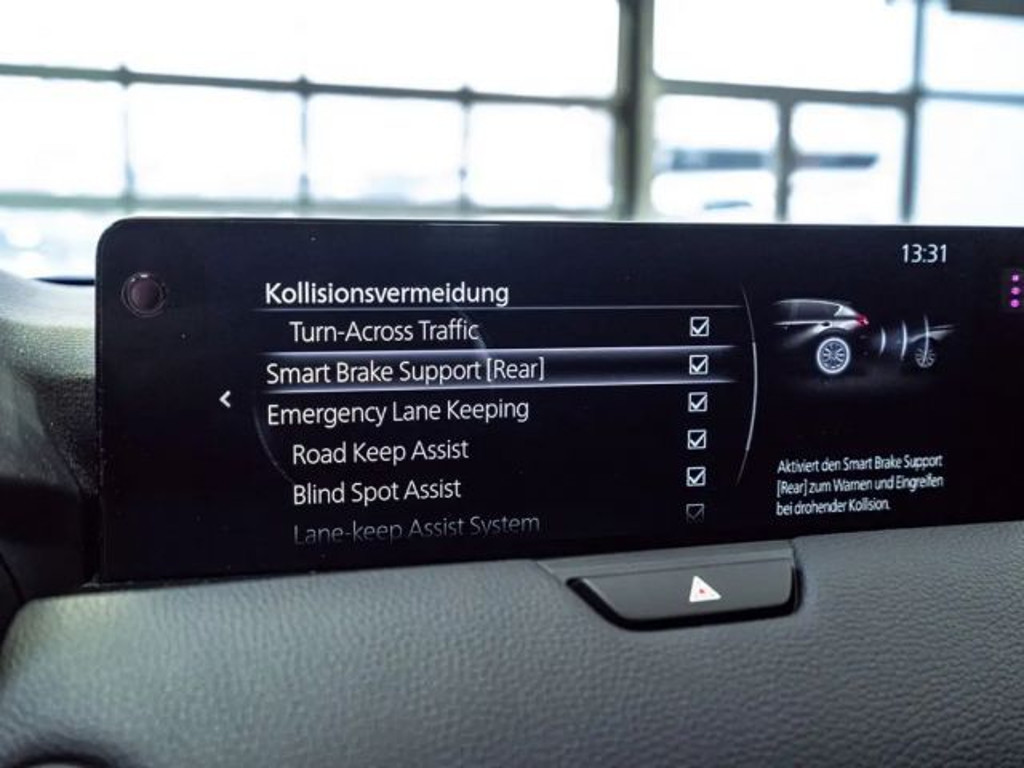 13:31
Kollisionsvermeidung
Turn-Across Traffic
Smart Brake Support [Rear]
Emergency Lane Keeping
Road Keep Assist
Blind Spot Assist
Lane-keep Assist System
Aktiviert den Smart Brake Support
[Rear] zum Warnen und Eingreifen
bei drohender Kollision.